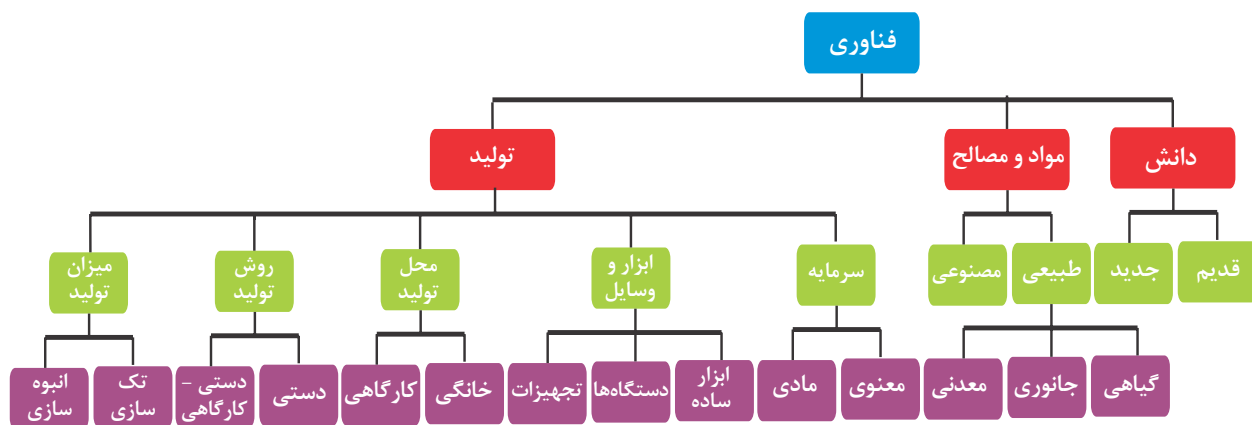 فناوری
دانش
مواد و مصالح
تولید
قدیم
جدید
طبیعی
مصنوعی
سرمایه
ابزار و
وسایل
محل
تولید
روش
تولید
میزان
تولید
گیاهی
جانوری
معدنی
معنوی
مادی
ابزار
ساده
دستگاه‌ها
تجهیزات
خانگی
کارگاهی
دستی
دستی –
کارگاهی
تک
سازی
انبوه
سازی